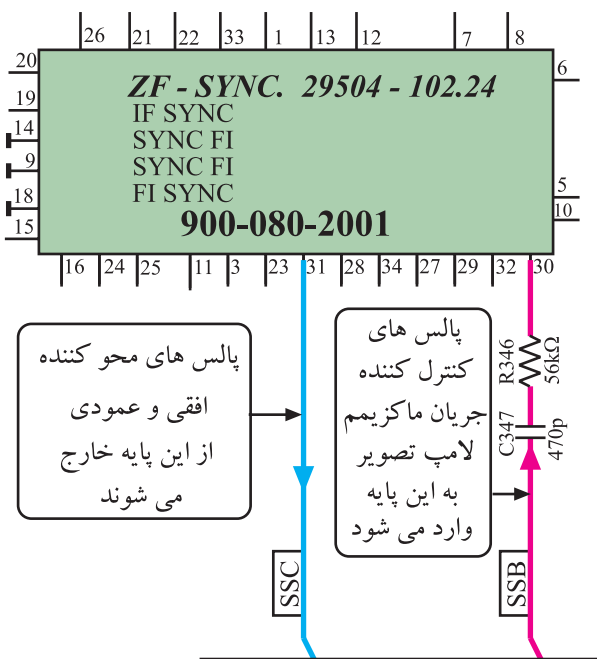 26 21 22 33 1 13 12 7 8
20
19
14
9
18
15
6
5
10
ZF - SYNC. 29504 - 102.24
IF SYNC
SYNC FI
SYNC FI
FI SYNC
900-080-2001
16 24 25 11 3 23 31 28 34 27 29 32 30
پالس های محو کننده
افقی و عمودی
از این پایه خارج
می شوند
پالس های
کنترل کننده
جریان ماکزیمم
لامپ تصویر
به این پایه
وارد می شود
R346
56kΩ
C347
470p
SSC
SSB